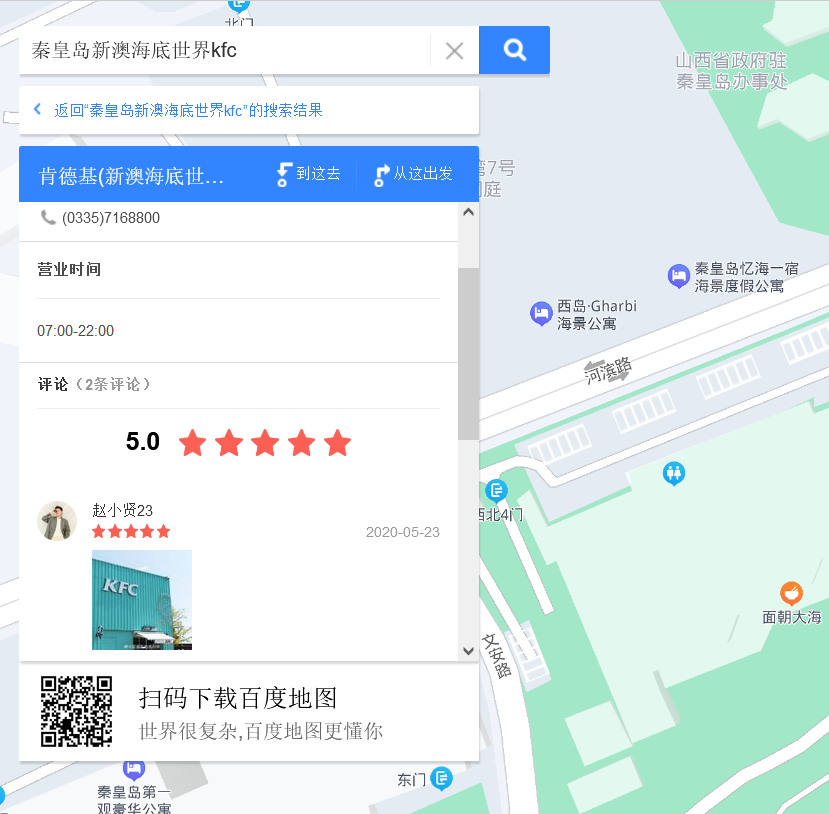 北门
秦皇岛新澳海底世界kfc
返回“秦皇岛新澳海底世界kfc”的搜索结果
肯德基(新澳海底世...
到这去
从这出发
(0335)7168800
营业时间
07:00-22:00
评论（2条评论）
5.0
赵小贤23
2020-05-23
KFC
扫码下载百度地图
世界很复杂,百度地图更懂你
山西省政府驻
秦皇岛办事处
湾7号
庭
秦皇岛忆海一宿
海景度假公寓
西岛·Gharbi
海景公寓
河滨路
西北4门
面朝大海
文安路
东门
秦皇岛第一
观豪华公寓